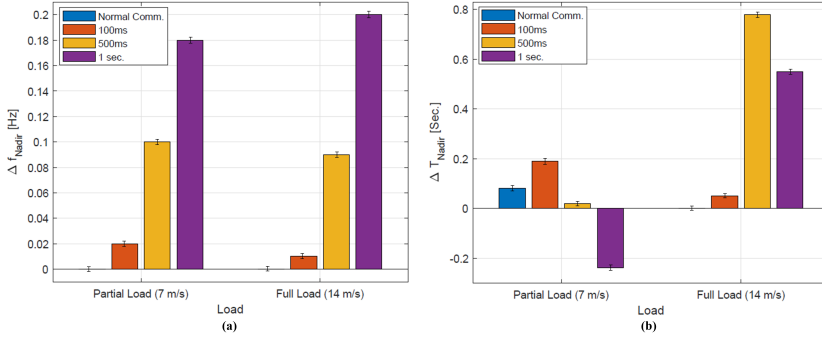 Normal Comm.
100ms
500ms
1 sec.
0.2
0.18
0.16
0.14
0.12
0.1
0.08
0.06
0.04
0.02
0
Δ f Nadir [Hz]
Partial Load (7 m/s)
Full Load (14 m/s)
Load
(a)
Normal Comm.
100ms
500ms
1 sec.
0.8
0.6
0.4
0.2
0
-0.2
Δ T Nadir [Sec.]
Partial Load (7 m/s)
Full Load (14 m/s)
Load
(b)